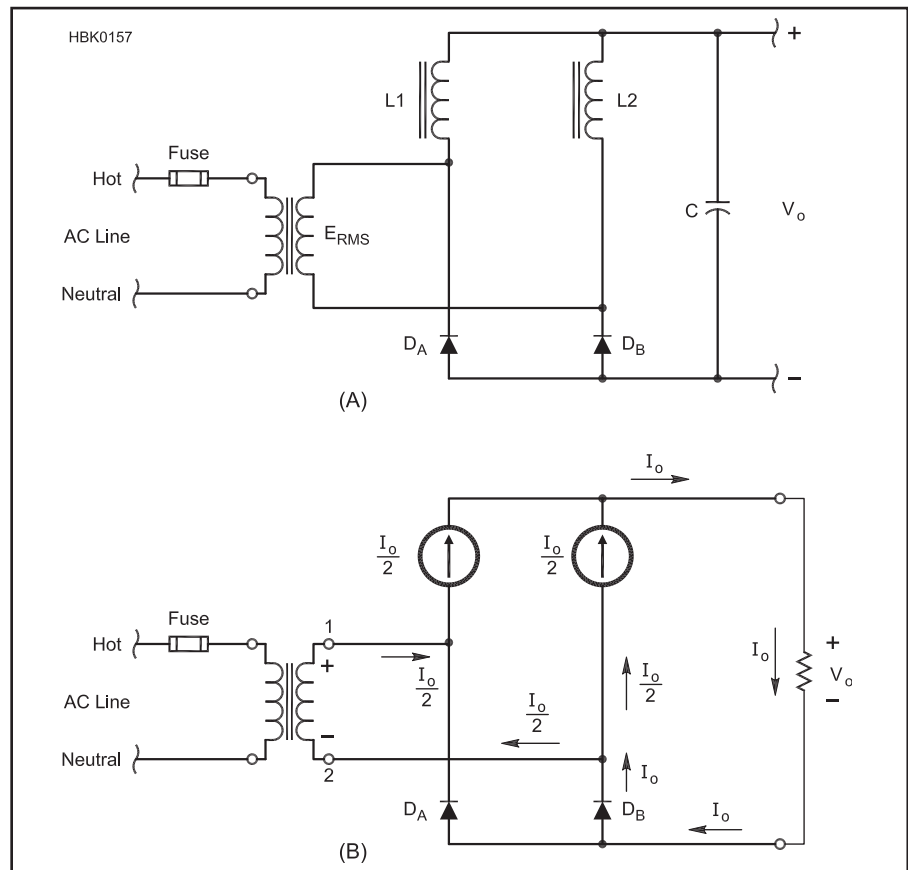 HBK0157
+
L1
L2
Fuse
Hot
C
V_o
AC Line
E_RMS
Neutral
D_A
D_B
−
(A)
I_o
I_o/2
I_o/2
Fuse
1
Hot
+
I_o/2
I_o/2
I_o
+
V_o
−
AC Line
I_o/2
−
Neutral
2
I_o
D_A
D_B
I_o
(B)